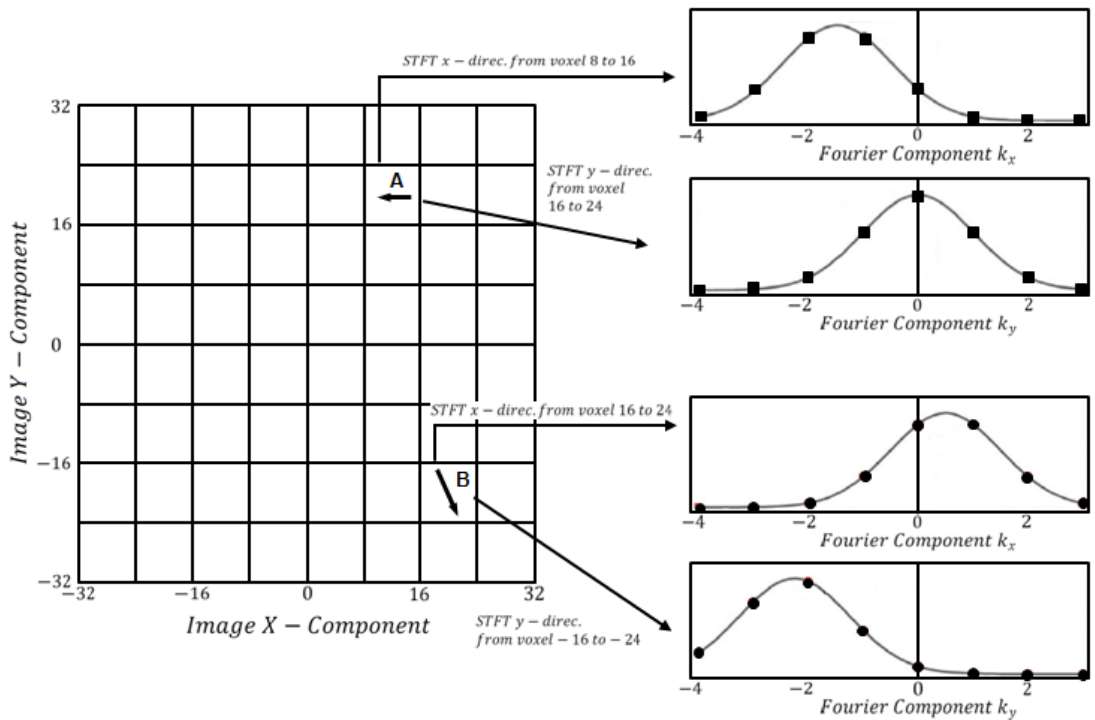 STFT x − direc. from voxel 8 to 16
−4 −2 0 2
Fourier Component kₓ
STFT y − direc.
from voxel
16 to 24
−4 −2 0 2
Fourier Component k_y
A
32
16
0
−16
−32
Image Y − Component
STFT x − direc. from voxel 16 to 24
B
−4 −2 0 2
Fourier Component kₓ
−32 −16 0 16 32
Image X − Component
STFT y − direc.
from voxel − 16 to − 24
−4 −2 0 2
Fourier Component k_y